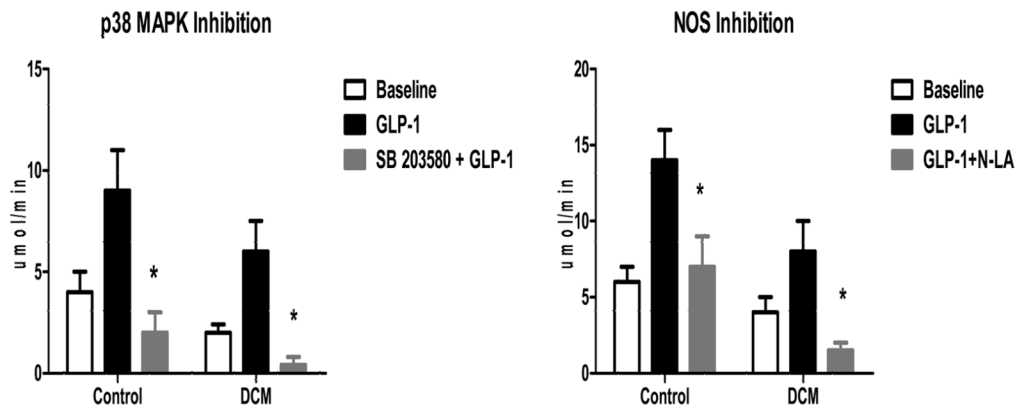 p38 MAPK Inhibition
15
10
5
0
u m o l/m i n
Control
DCM
*
*
Baseline
GLP-1
SB 203580 + GLP-1
NOS Inhibition
20
15
10
5
0
u m o l/m i n
Control
DCM
*
*
Baseline
GLP-1
GLP-1+N-LA